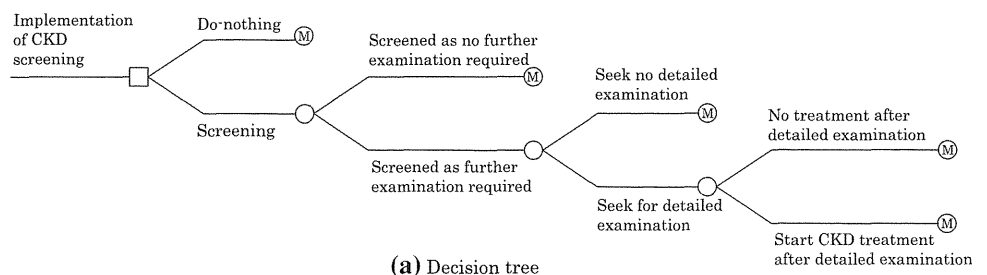 Implementation
of CKD
screening
Do-nothing
M
Screening
Screened as no further
examination required
M
Screened as further
examination required
Seek no detailed
examination
M
Seek for detailed
examination
No treatment after
detailed examination
M
Start CKD treatment
after detailed examination
M
(a) Decision tree